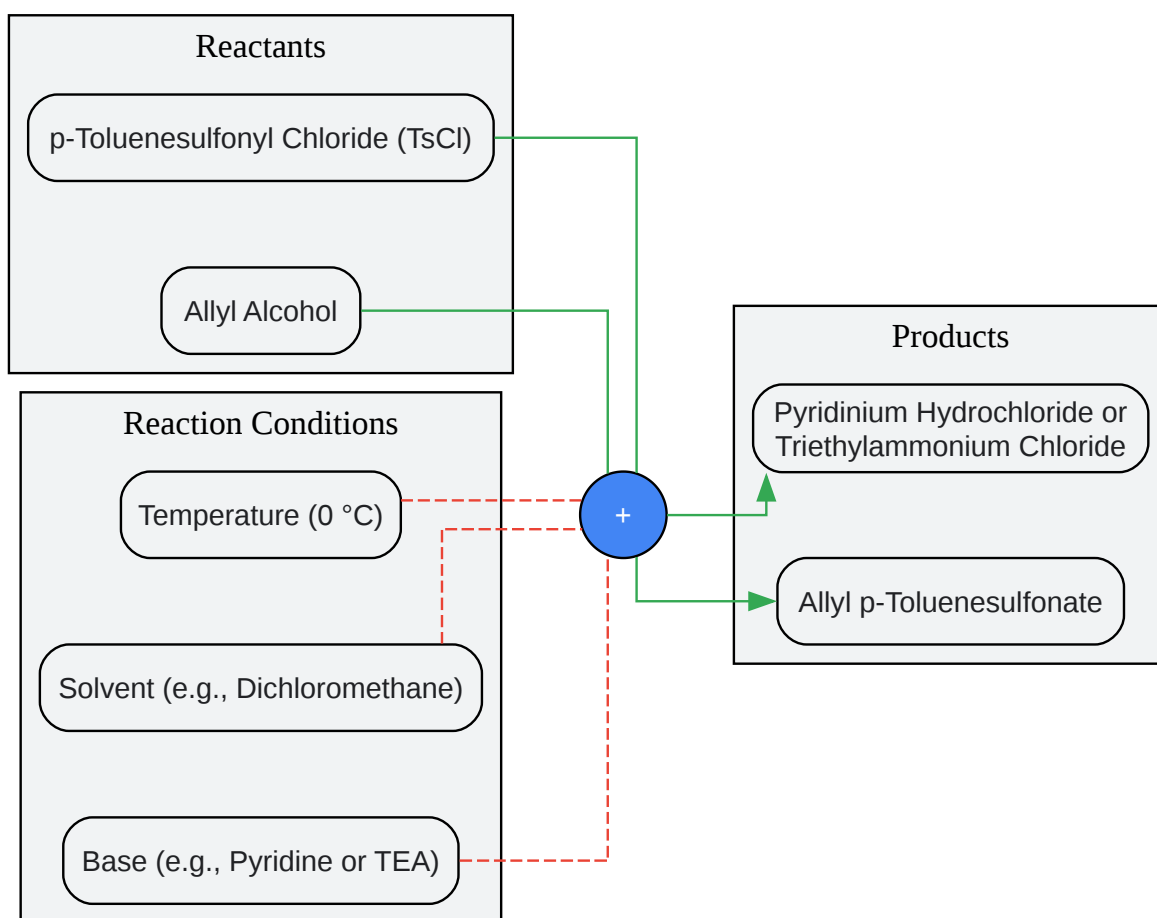 Reactants
p-Toluenesulfonyl Chloride (TsCl)
Allyl Alcohol
Reaction Conditions
Temperature (0 °C)
Solvent (e.g., Dichloromethane)
Base (e.g., Pyridine or TEA)
+
Products
Pyridinium Hydrochloride or
Triethylammonium Chloride
Allyl p-Toluenesulfonate